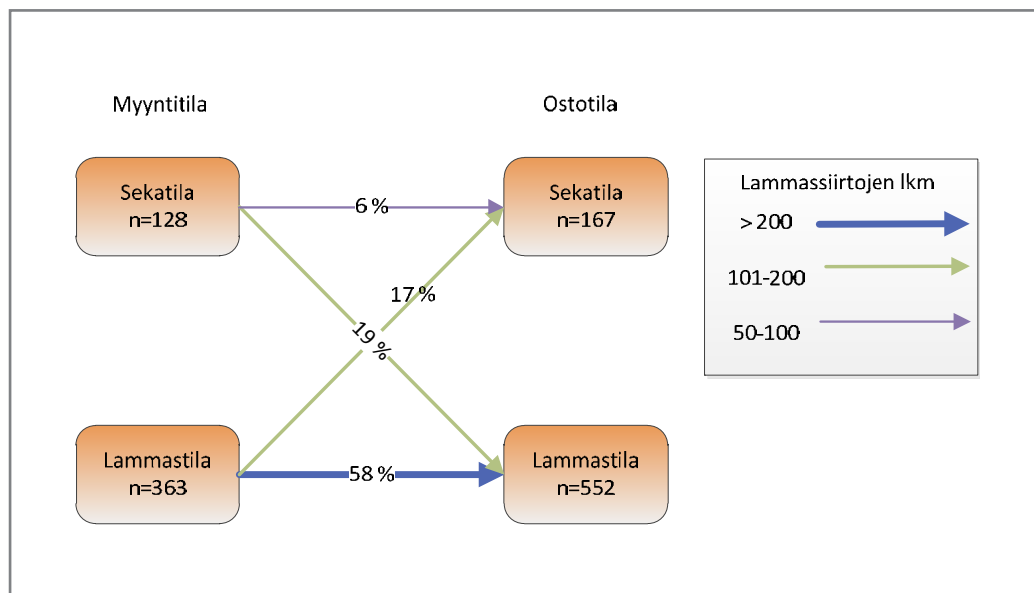 Myyntitila
Ostotila
Sekatila
n=128
6 %
Sekatila
n=167
17 %
19 %
Lammastila
n=363
58 %
Lammastila
n=552
Lammassiirtojen lkm
> 200
101-200
50-100